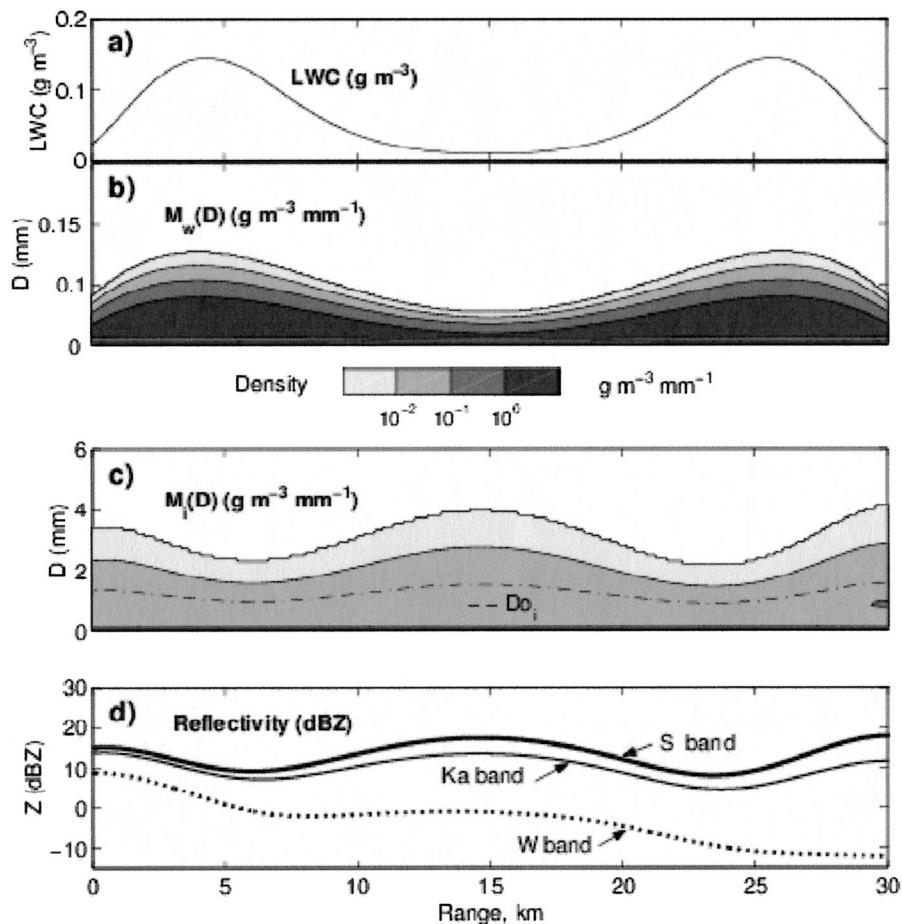 0.2
a)
LWC (g m⁻³)
0.1
LWC (g m⁻³)
0
b)
M_w(D) (g m⁻³ mm⁻¹)
0.15
D (mm)
0.1
0
Density
g m⁻³ mm⁻¹
10⁻² 10⁻¹ 10⁰
6
c)
M_i(D) (g m⁻³ mm⁻¹)
4
D (mm)
2
Do_i
0
30
d) Reflectivity (dBZ)
20
S band
10
Ka band
Z (dBZ)
0
W band
−10
0 5 10 15 20 25 30
Range, km